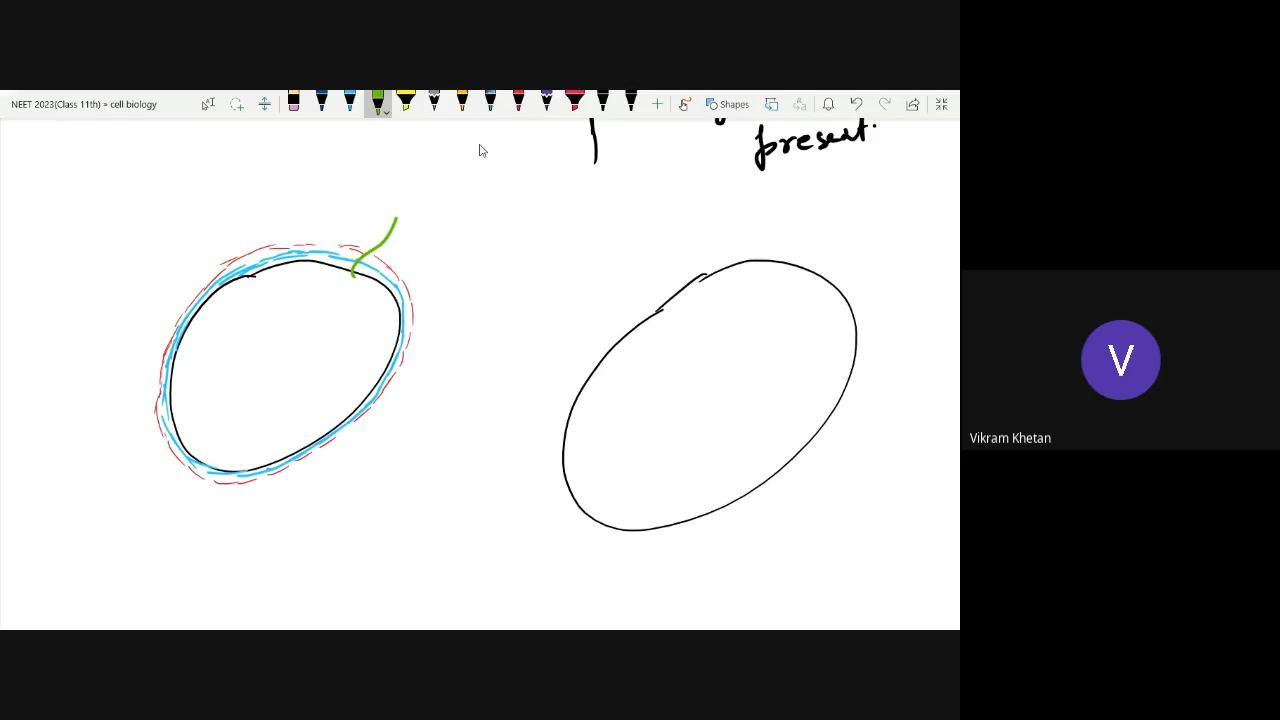 NEET 2023(Class 11th) » cell biology
Shapes
present.
V
Vikram Khetan